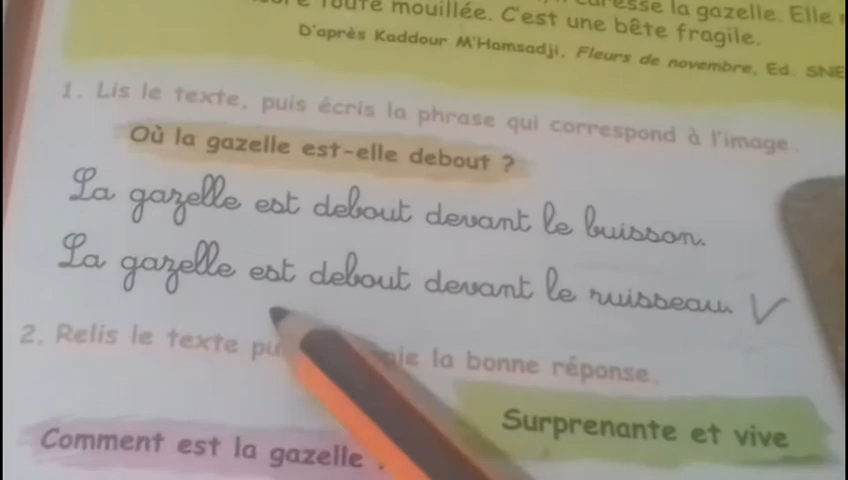 toute mouillée. C'est une bête fragile.
la gazelle. Elle
D'après Kaddour M'Hamsadji, Fleurs de novembre, Ed. SNE
1. Lis le texte, puis écris la phrase qui correspond à l'image.
Où la gazelle est-elle debout ?
La gazelle est debout devant le buisson.
La gazelle est debout devant le ruisseau. V
2. Relis le texte pu ie la bonne réponse.
Surprenante et vive
Comment est la gazelle